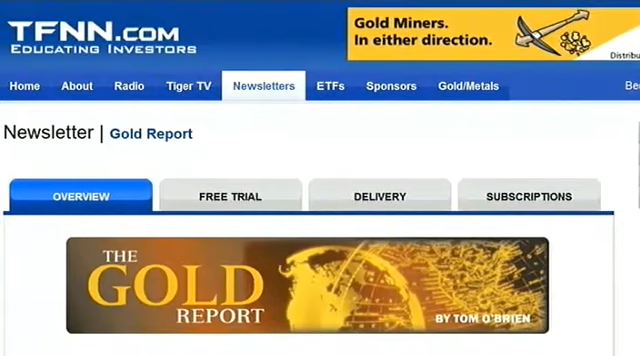 TFNN.COM
EDUCATING INVESTORS
Gold Miners.
In either direction.
Home About Radio Tiger TV Newsletters ETFs Sponsors Gold/Metals
Newsletter | Gold Report
OVERVIEW FREE TRIAL DELIVERY SUBSCRIPTIONS
THE
GOLD
REPORT
BY TOM O'BRIEN